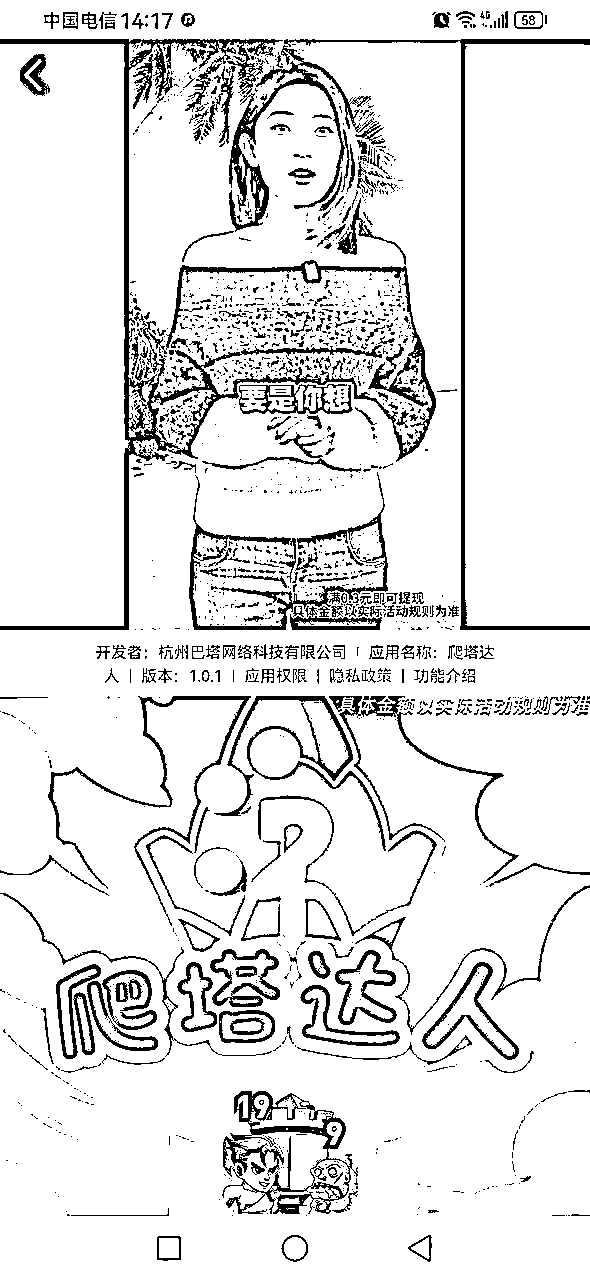 中国电信 14:17
4G
58
要是你想
满0.3元即可提现
具体金额以实际活动规则为准
开发者：杭州巴塔网络科技有限公司 | 应用名称：爬塔达
人 | 版本：1.0.1 | 应用权限 | 隐私政策 | 功能介绍
具体金额以实际活动规则为准
爬塔达人
19
9